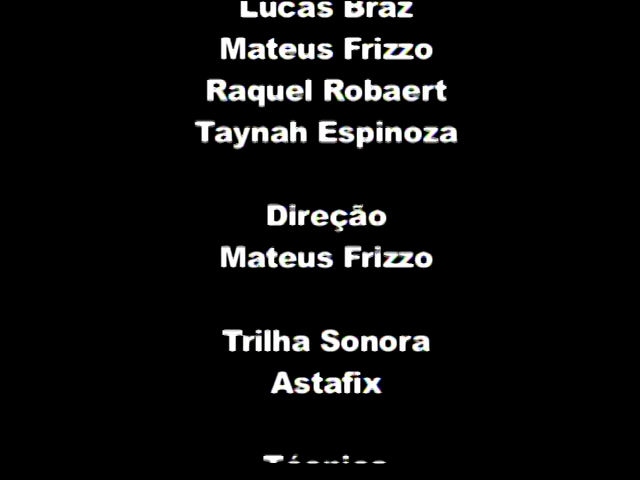 Lucas Braz
Mateus Frizzo
Raquel Robaert
Taynah Espinoza
Direção
Mateus Frizzo
Trilha Sonora
Astafix